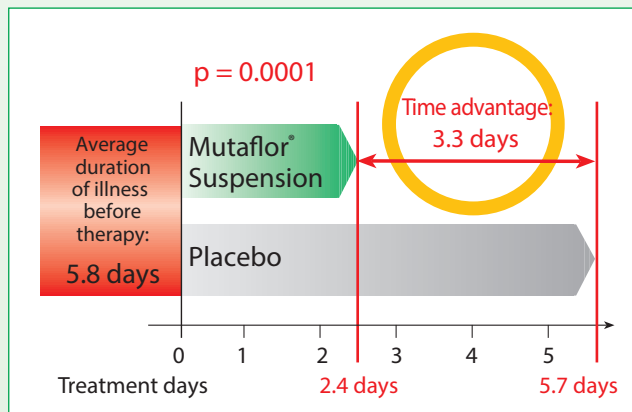 p = 0.0001
Time advantage:
3.3 days
Average
duration
of illness
before
therapy:
5.8 days
Mutaflor®
Suspension
Placebo
0 1 2 3 4 5
Treatment days 2.4 days 5.7 days